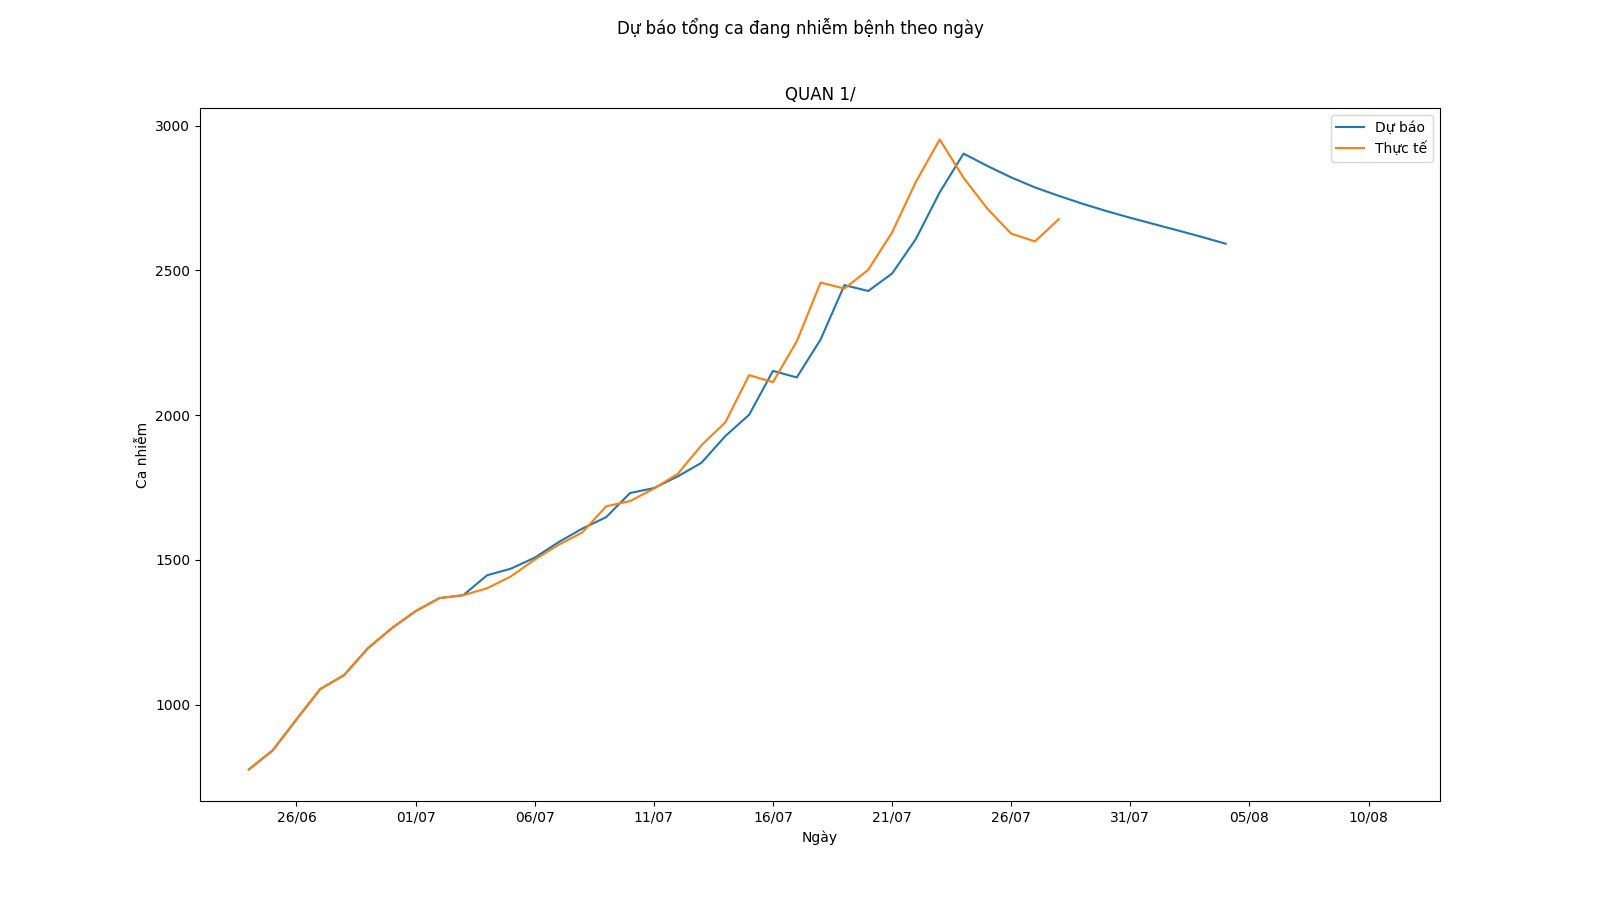 Dự báo tổng ca đang nhiễm bệnh theo ngày
QUAN 1/
Dự báo
Thực tế
3000
2500
2000
1500
1000
Ca nhiễm
26/06
01/07
06/07
11/07
16/07
21/07
26/07
31/07
05/08
10/08
Ngày